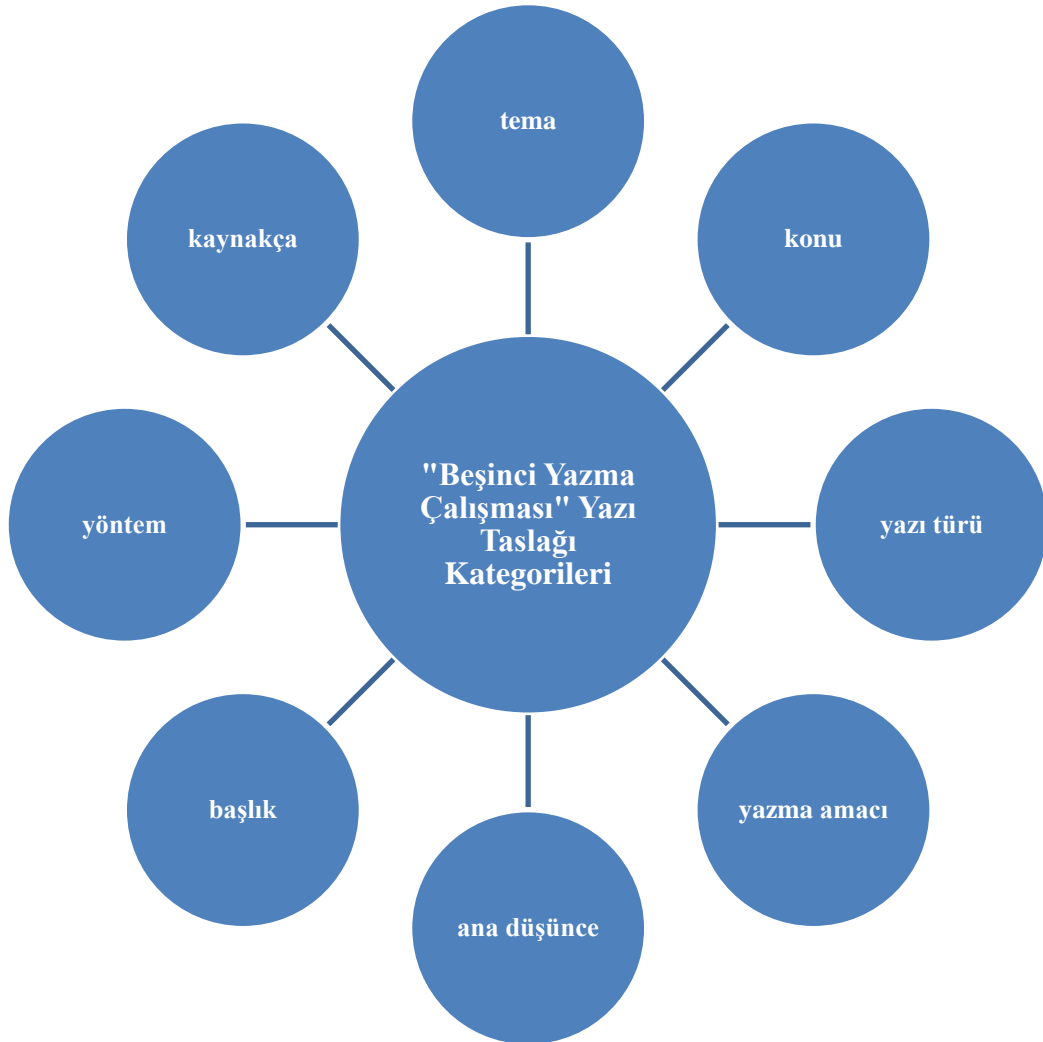 tema
kaynakça
konu
"Beşinci Yazma
Çalışması" Yazı
Taslağı
Kategorileri
yöntem
yazı türü
başlık
yazma amacı
ana düşünce